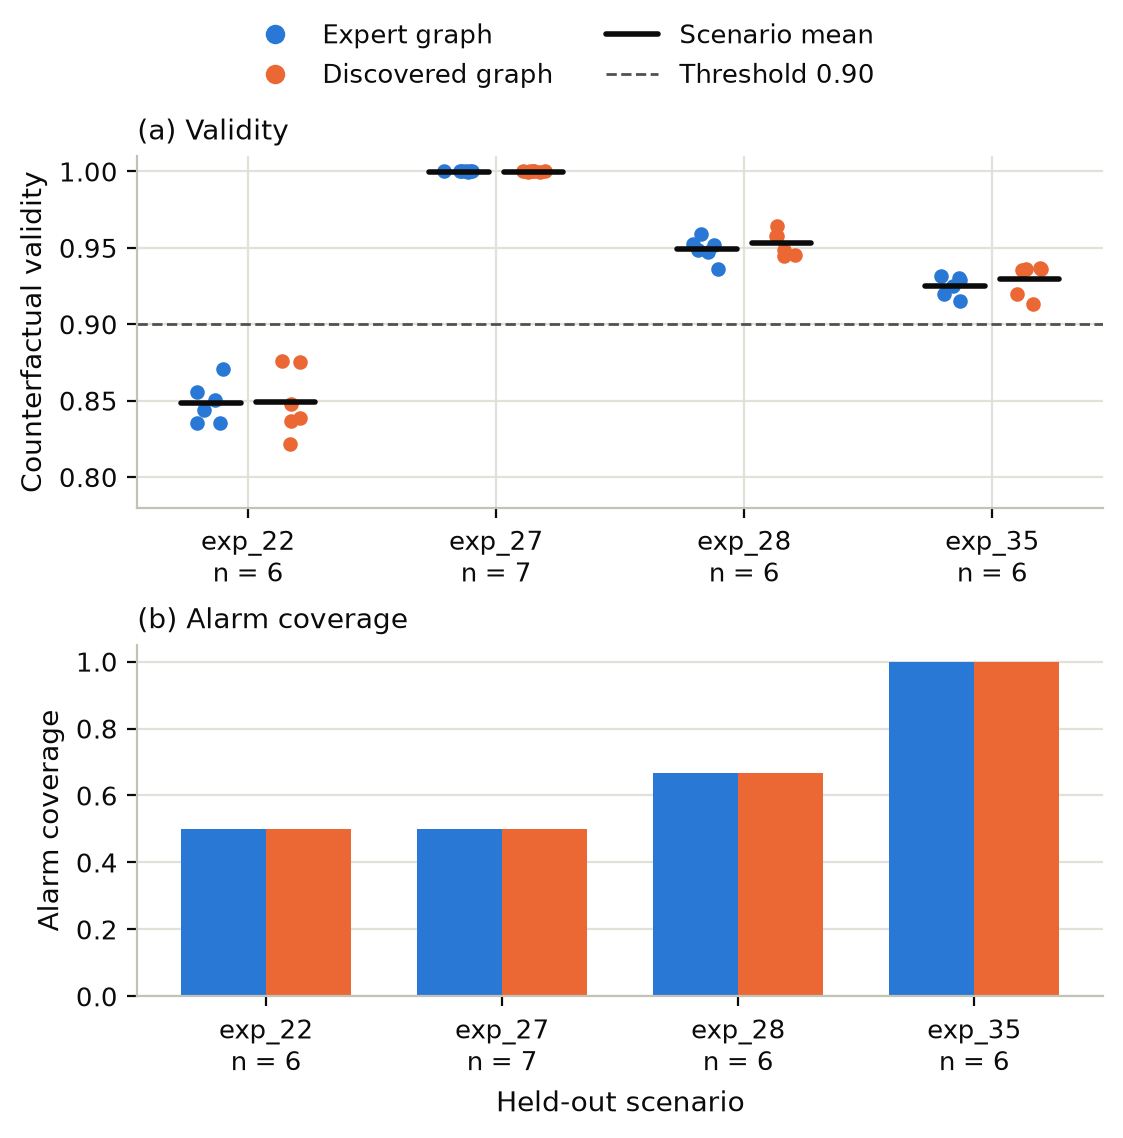 Expert graph
Scenario mean
Discovered graph
Threshold 0.90
(a) Validity
Counterfactual validity
1.00
0.95
0.90
0.85
0.80
exp_22
n = 6
exp_27
n = 7
exp_28
n = 6
exp_35
n = 6
(b) Alarm coverage
Alarm coverage
1.0
0.8
0.6
0.4
0.2
0.0
exp_22
n = 6
exp_27
n = 7
exp_28
n = 6
exp_35
n = 6
Held-out scenario